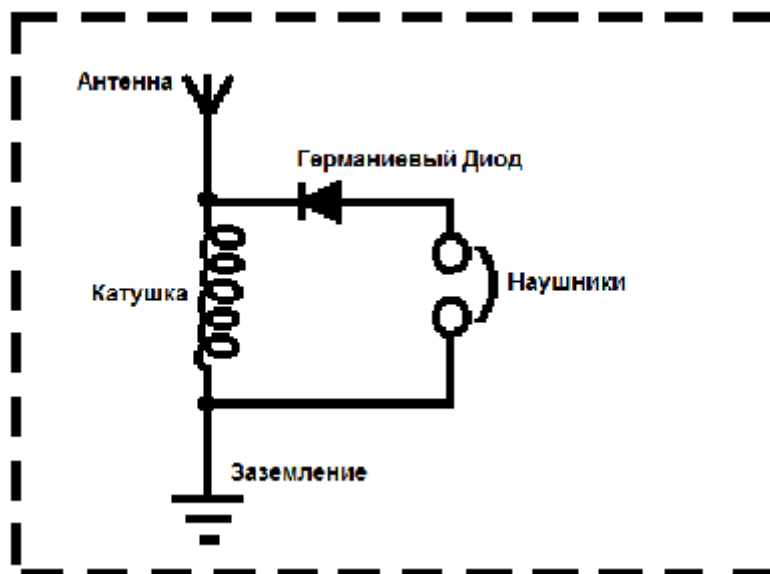 Антенна
Германиевый Диод
Катушка
Наушники
Заземление